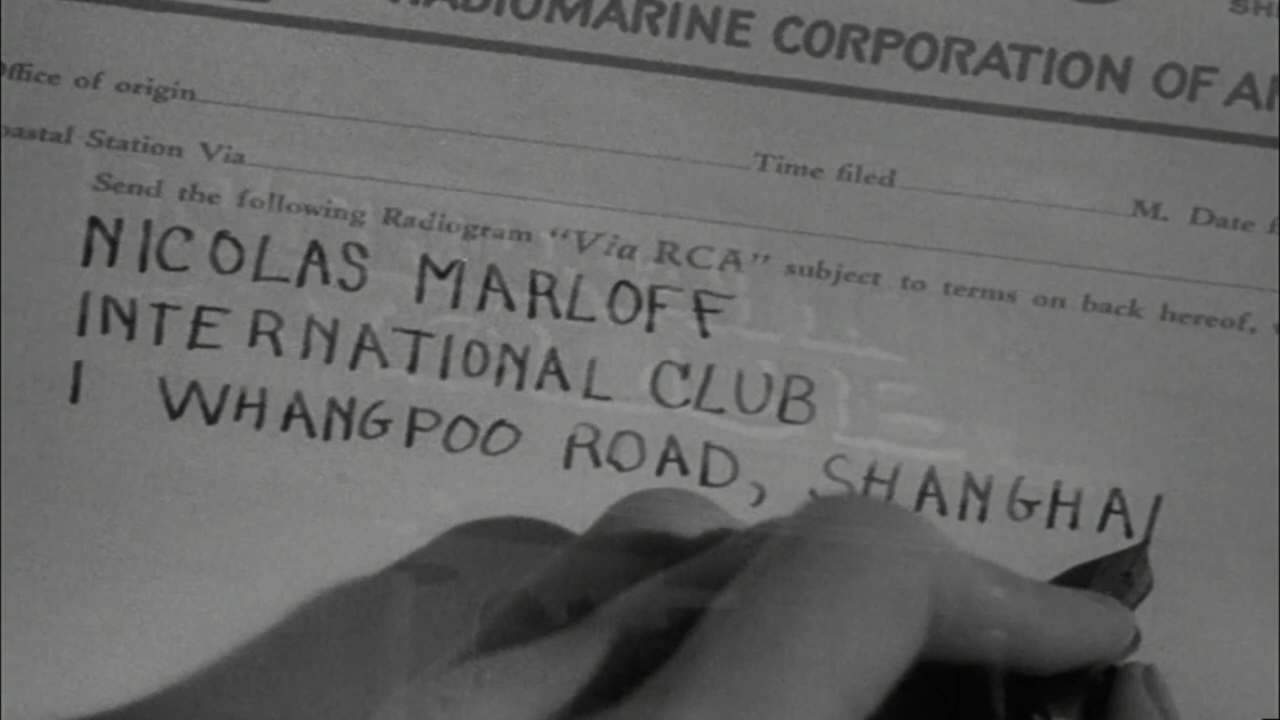 RADIOMARINE CORPORATION OF
Office of origin
Time filed
M. Date
Coastal Station Via
Send the following Radiogram “Via RCA” subject to terms on back hereof,
NICOLAS MARLOFF
INTERNATIONAL CLUB
1 WHANGPOO ROAD, SHANGHAI